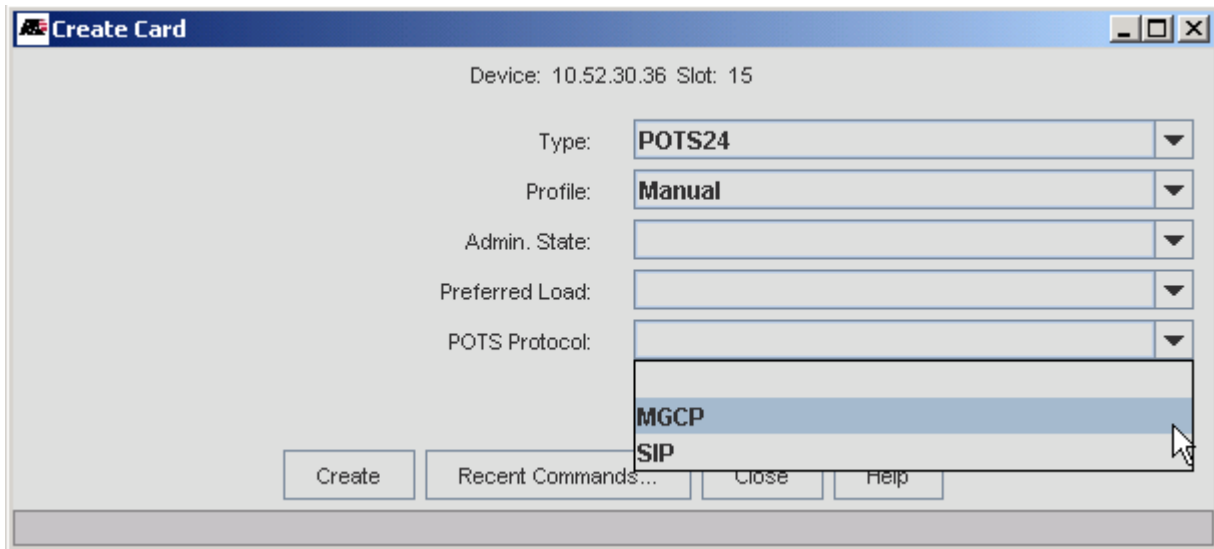 Create Card
Device: 10.52.30.36 Slot: 15
Type: POTS24
Profile: Manual
Admin. State:
Preferred Load:
POTS Protocol:
MGCP
SIP
Create Recent Commands... Close Help